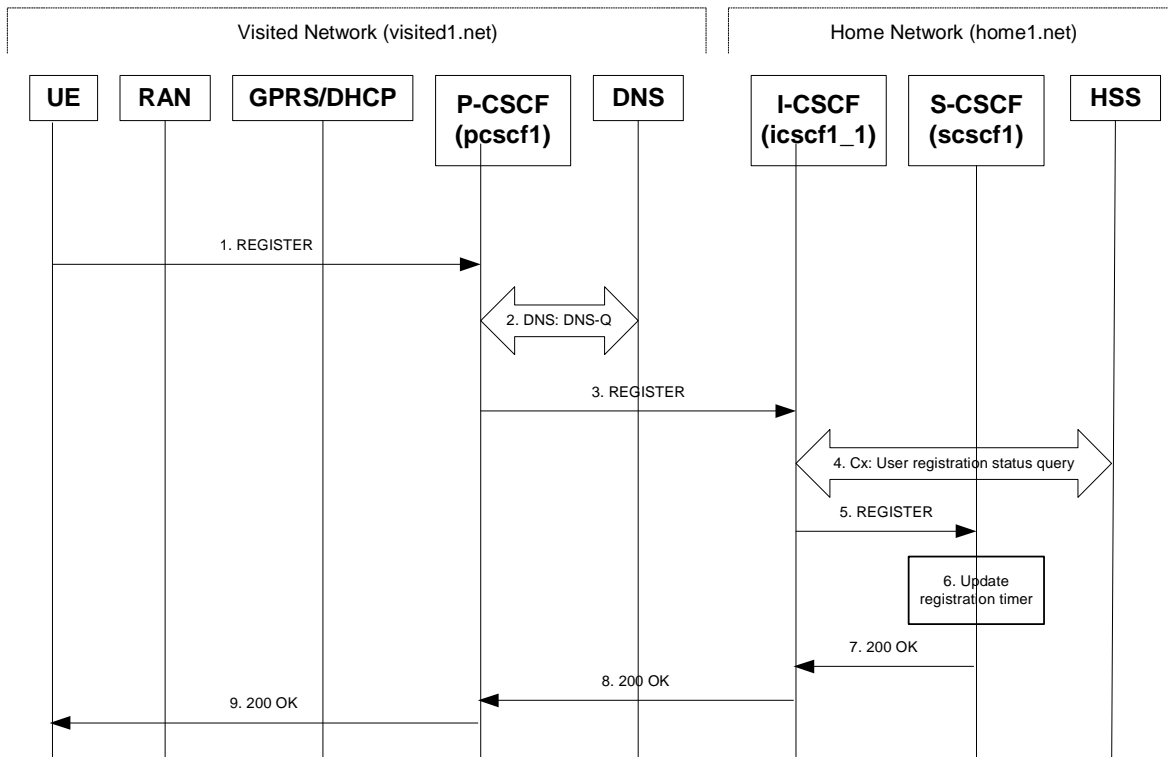 Visited Network (visited1.net)
Home Network (home1.net)
UE
RAN
GPRS/DHCP
P-CSCF
(pcscf1)
DNS
I-CSCF
(icscf1_1)
S-CSCF
(scscf1)
HSS
1. REGISTER
2. DNS: DNS-Q
3. REGISTER
4. Cx: User registration status query
5. REGISTER
6. Update
registration timer
7. 200 OK
8. 200 OK
9. 200 OK